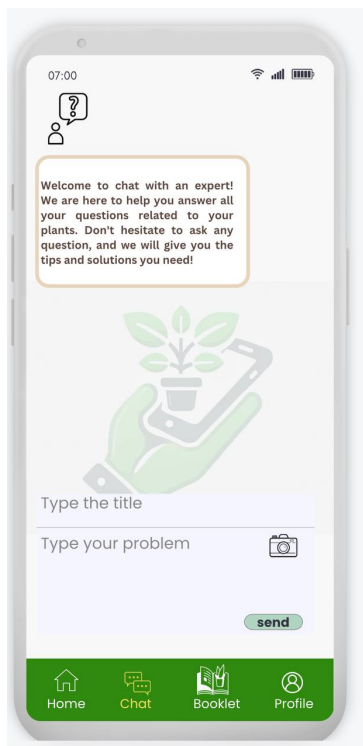 07:00
?
Welcome to chat with an expert!
We are here to help you answer all
your questions related to your
plants. Don't hesitate to ask any
question, and we will give you the
tips and solutions you need!
Type the title
Type your problem
send
Home Chat Booklet Profile